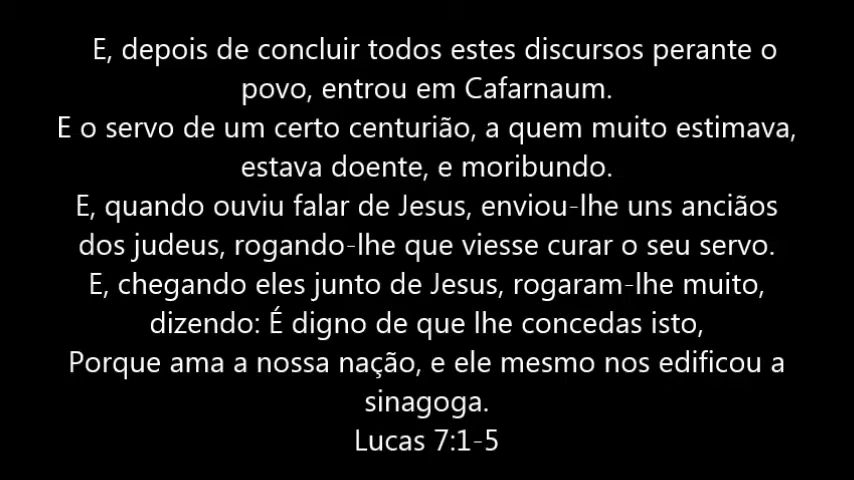 E, depois de concluir todos estes discursos perante o
povo, entrou em Cafarnaum.
E o servo de um certo centurião, a quem muito estimava,
estava doente, e moribundo.
E, quando ouviu falar de Jesus, enviou-lhe uns anciãos
dos judeus, rogando-lhe que viesse curar o seu servo.
E, chegando eles junto de Jesus, rogaram-lhe muito,
dizendo: É digno de que lhe concedas isto,
Porque ama a nossa nação, e ele mesmo nos edificou a
sinagoga.
Lucas 7:1-5